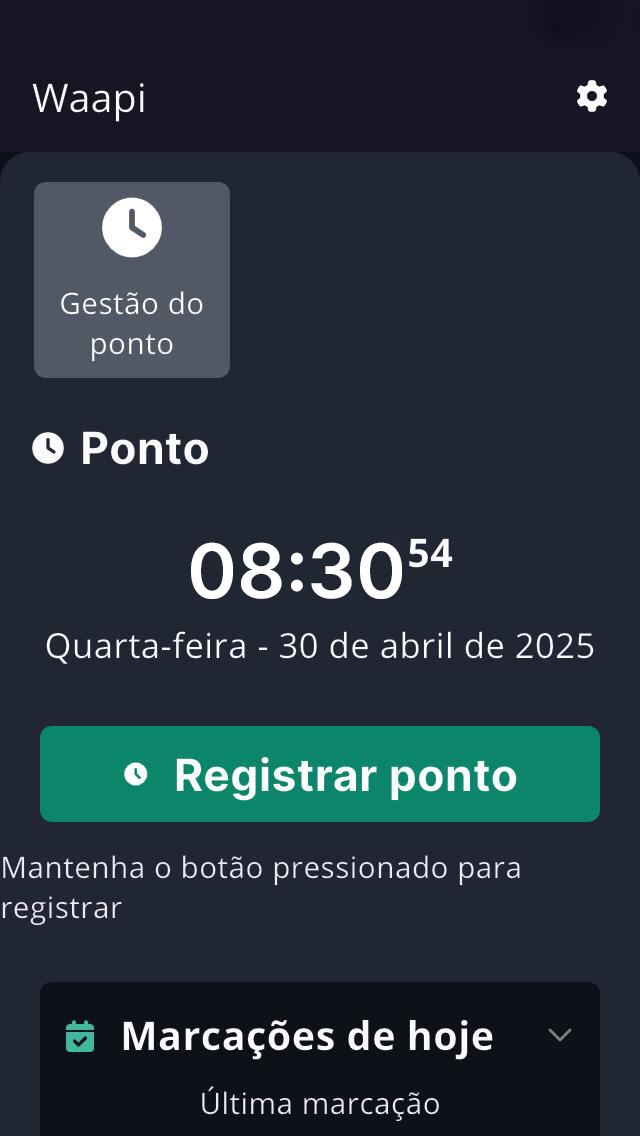 Waapi
Gestão do
ponto
Ponto
08:30 54
Quarta-feira - 30 de abril de 2025
Registrar ponto
Mantenha o botão pressionado para
registrar
Marcações de hoje
Última marcação